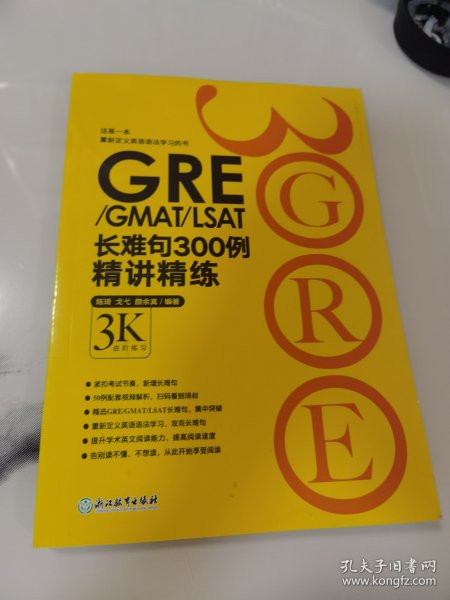 这是一本
重新定义英语语法学习的书
GRE
/GMAT/LSAT
长难句300例
精讲精练
陈琦 戈弋 颜余真/编著
3K
进阶练习
紧扣考试节奏，新增长难句
50例配套视频解析，扫码看到琦叔
精选GRE/GMAT/LSAT长难句，集中突破
重新定义英语语法学习，攻克长难句
提升学术英文阅读能力，提高阅读速度
告别读不懂、不想读，从此开始享受阅读
浙江教育出版社
3
G
R
E
孔夫子旧书网
www.kongfz.com